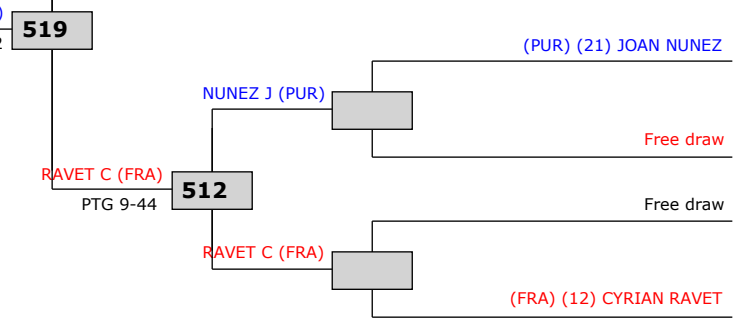 )
519
2
(PUR) (21) JOAN NUNEZ
NUNEZ J (PUR)
Free draw
RAVET C (FRA)
512
PTG 9-44
Free draw
RAVET C (FRA)
(FRA) (12) CYRIAN RAVET